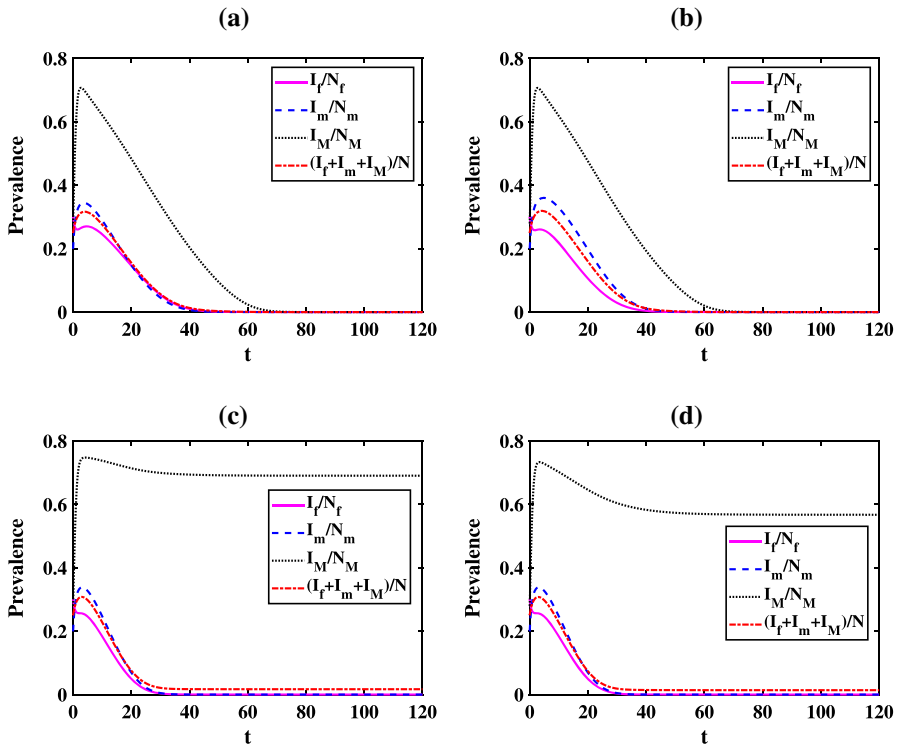 (a)
0.8
0.6
0.4
0.2
0
Prevalence
I_f/N_f
I_m/N_m
I_M/N_M
(I_f+I_m+I_M)/N
0 20 40 60 80 100 120
t
(b)
0.8
0.6
0.4
0.2
0
Prevalence
I_f/N_f
I_m/N_m
I_M/N_M
(I_f+I_m+I_M)/N
0 20 40 60 80 100 120
t
(c)
0.8
0.6
0.4
0.2
0
Prevalence
I_f/N_f
I_m/N_m
I_M/N_M
(I_f+I_m+I_M)/N
0 20 40 60 80 100 120
t
(d)
0.8
0.6
0.4
0.2
0
Prevalence
I_f/N_f
I_m/N_m
I_M/N_M
(I_f+I_m+I_M)/N
0 20 40 60 80 100 120
t